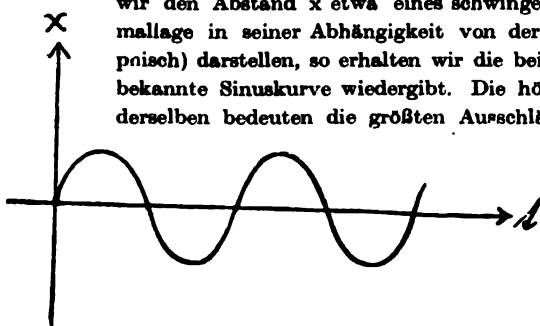 wir den Abstand x etwa eines schwinge
x
mallage in seiner Abhängigkeit von der
pnisch) darstellen, so erhalten wir die bei
bekannte Sinuskurve wiedergibt. Die hö
derselben bedeuten die größten Ausschlä